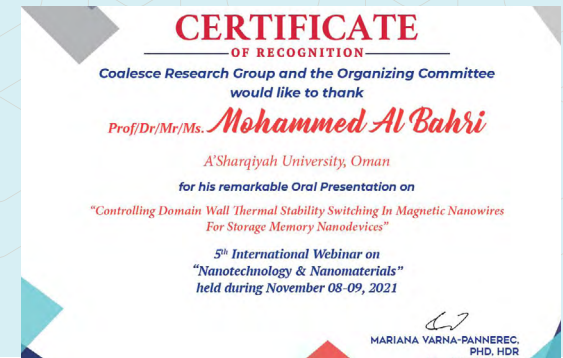 CERTIFICATE
OF RECOGNITION
Coalesce Research Group and the Organizing Committee
would like to thank
Prof/Dr/Mr/Ms. Mohammed Al Bahri
A'Sharqiyah University, Oman
for his remarkable Oral Presentation on
“Controlling Domain Wall Thermal Stability Switching In Magnetic Nanowires
For Storage Memory Nanodevices”
5th International Webinar on
“Nanotechnology & Nanomaterials”
held during November 08-09, 2021
MARIANA VARNA-PANNEREC,
PHD, HDR